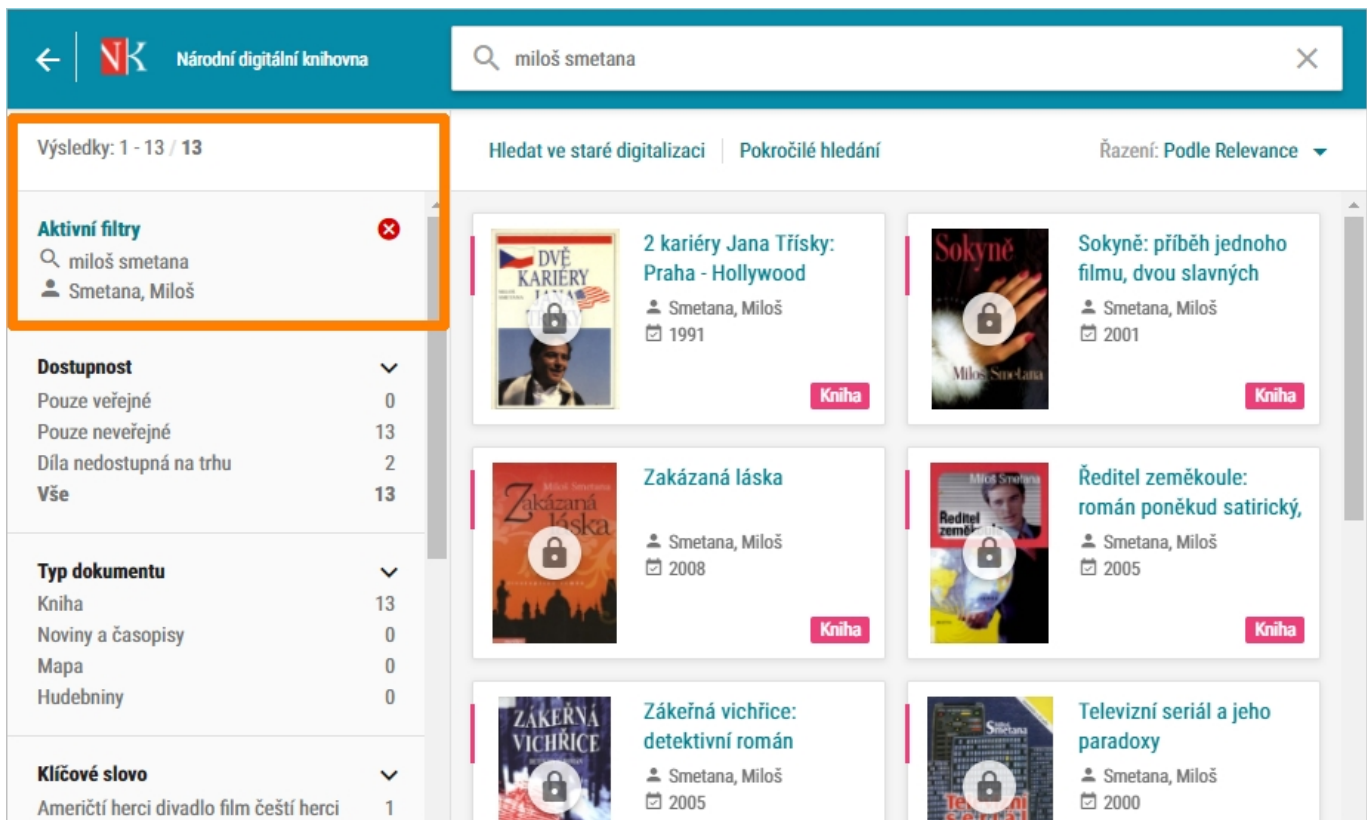 NK
Národní digitální knihovna
miloš smetana
Výsledky: 1 - 13 / 13
Hledat ve staré digitalizaci
Pokročilé hledání
Řazení: Podle Relevance
Aktivní filtry
miloš smetana
Smetana, Miloš
Dostupnost
Pouze veřejné 0
Pouze neveřejné 13
Díla nedostupná na trhu 2
Vše 13
Typ dokumentu
Kniha 13
Noviny a časopisy 0
Mapa 0
Hudebniny 0
Klíčové slovo
Američtí herci divadlo film čeští herci 1
DVĚ
KARIÉRY
JANA
2 kariéry Jana Třísky:
Praha - Hollywood
Smetana, Miloš
1991
Kniha
Sokyně
Miloš Smetana
Sokyně: příběh jednoho
filmu, dvou slavných
Smetana, Miloš
2001
Kniha
Miloš Smetana
Zakázaná
láska
Zakázaná láska
Smetana, Miloš
2008
Kniha
Miloš Smetana
Ředitel
Ředitel zeměkoule:
román poněkud satirický,
Smetana, Miloš
2005
Kniha
ZÁKEŘNÁ
VICHŘICE
Zákeřná vichřice:
detektivní román
Smetana, Miloš
2005
Smetana
Televizní seriál a jeho
paradoxy
Smetana, Miloš
2000